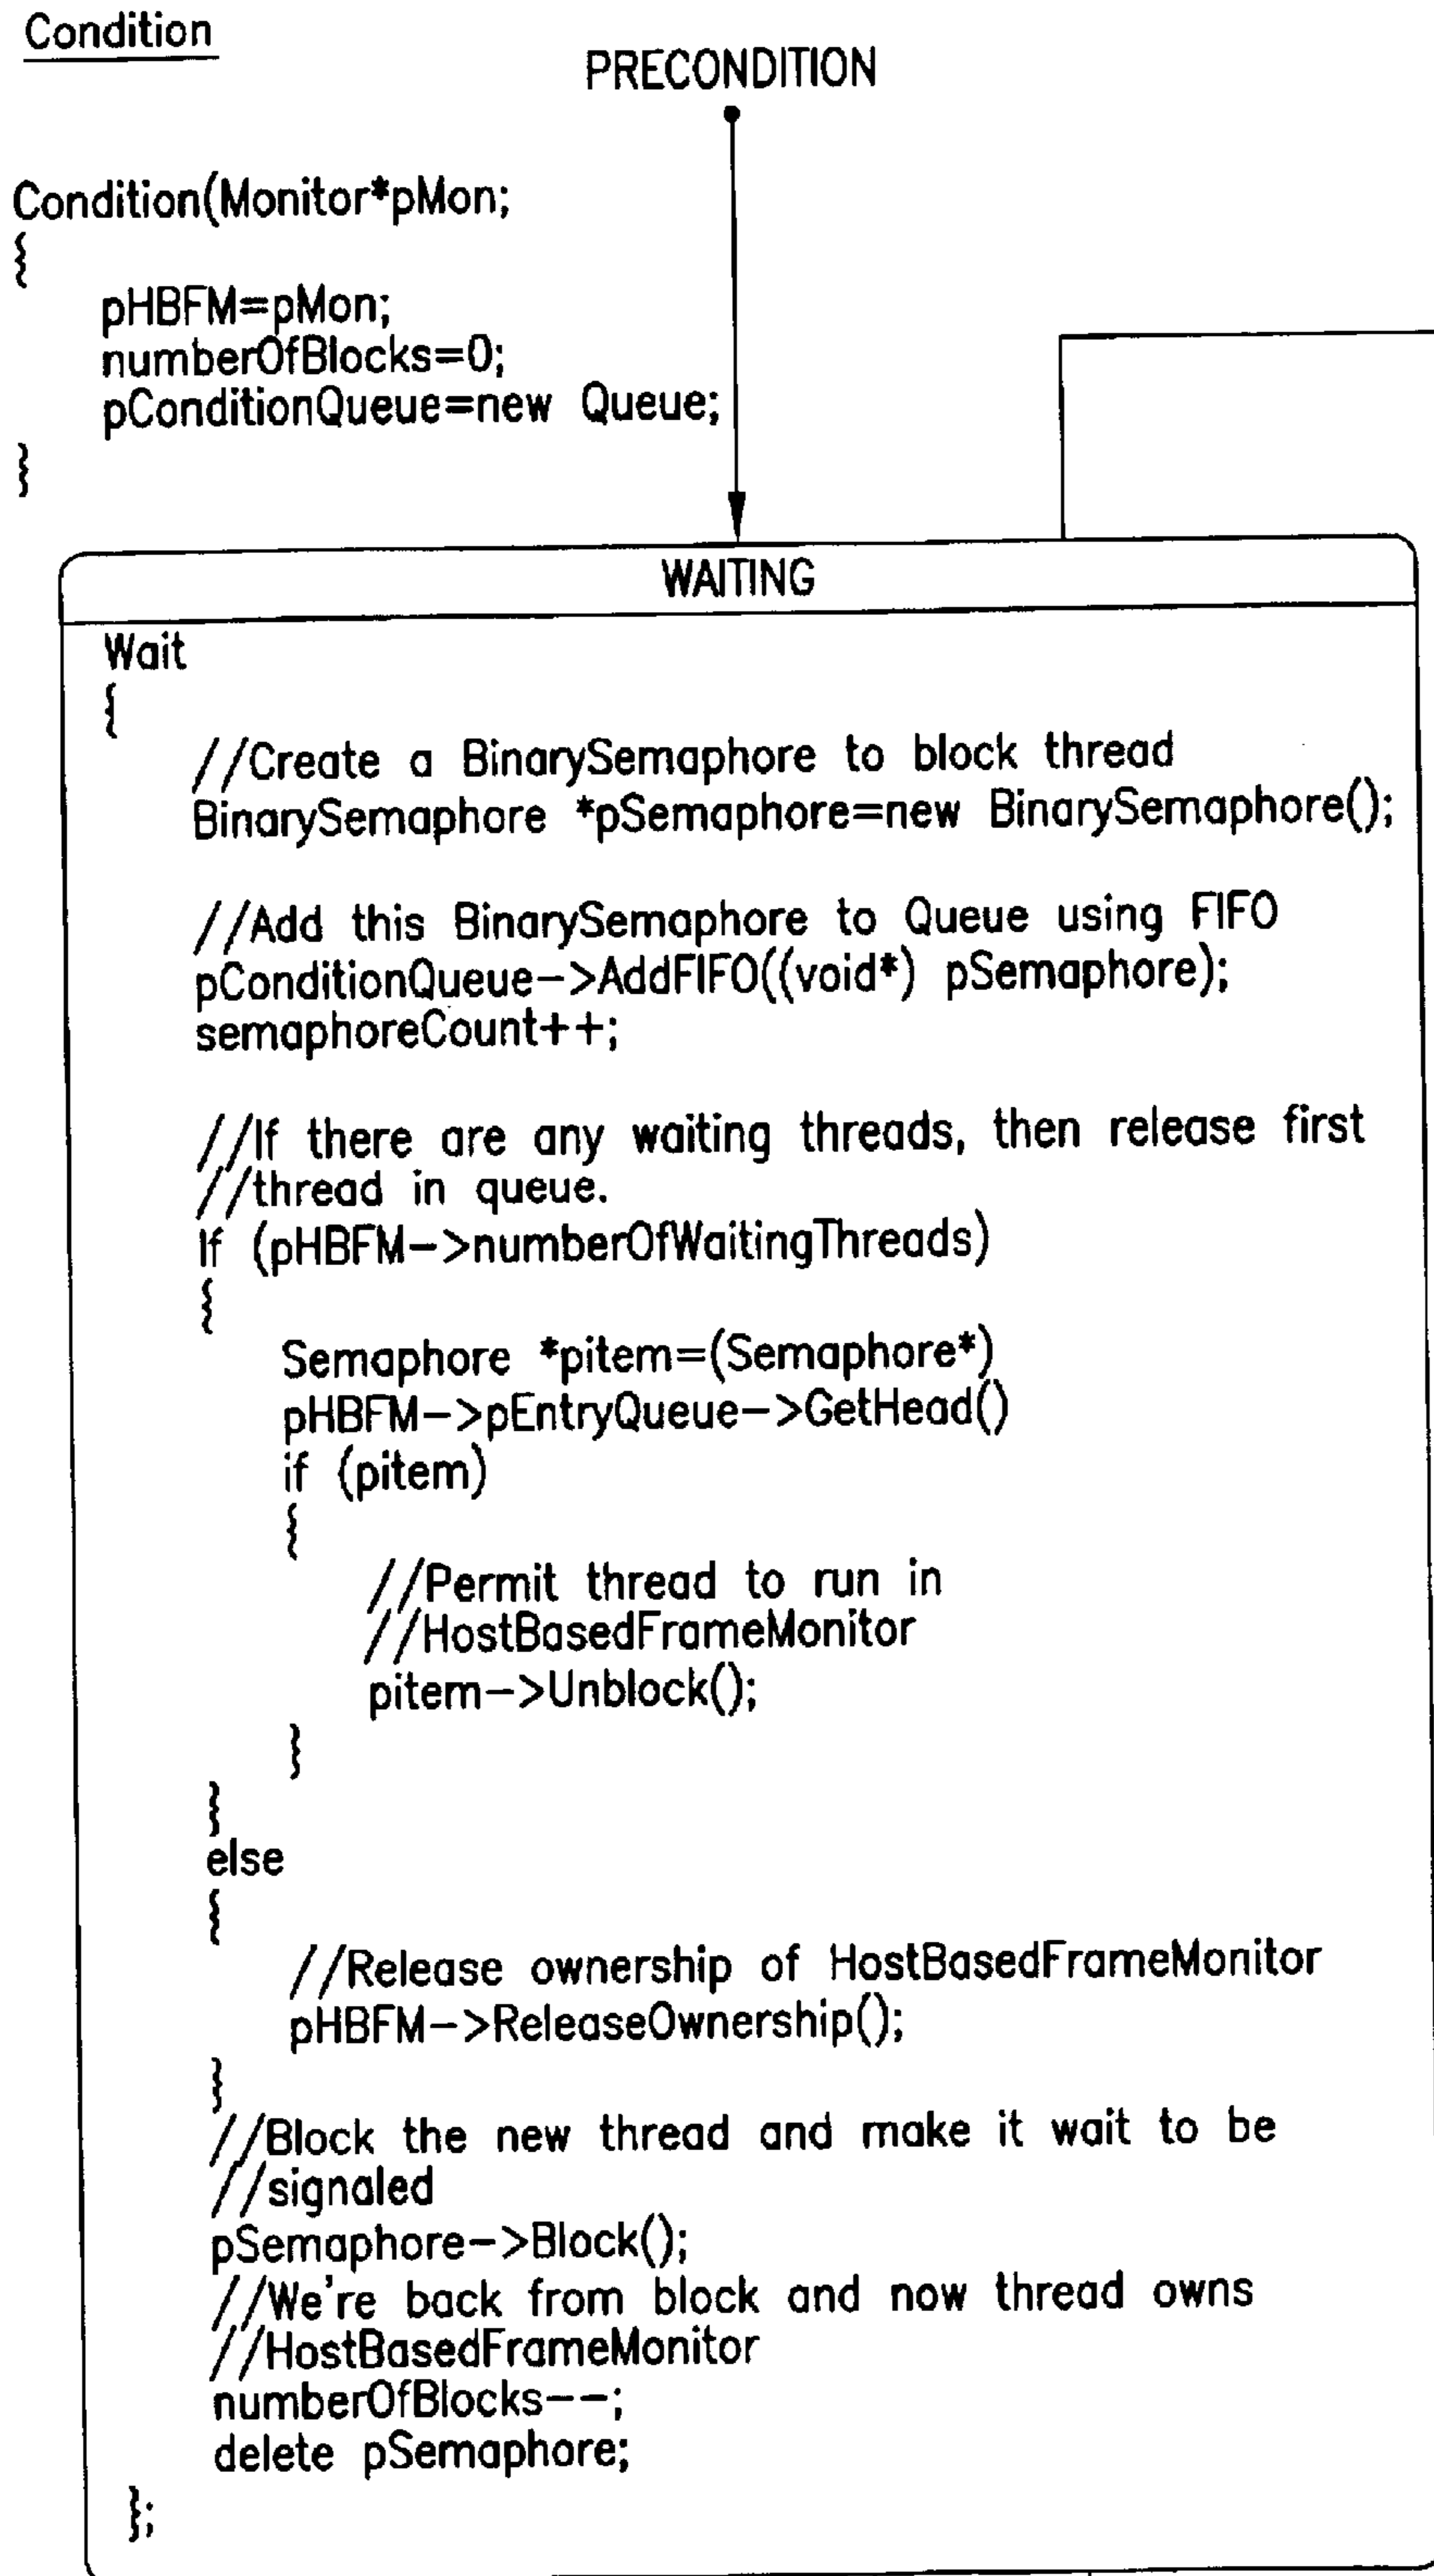 Condition
PRECONDITION
Condition(Monitor*pMon;
{
pHBFM=pMon;
numberOfBlocks=0;
pConditionQueue=new Queue;
}
WAITING
Wait
{
//Create a BinarySemaphore to block thread
BinarySemaphore *pSemaphore=new BinarySemaphore();
//Add this BinarySemaphore to Queue using FIFO
pConditionQueue->AddFIFO((void*) pSemaphore);
semaphoreCount++;
//If there are any waiting threads, then release first
//thread in queue.
If (pHBFM->numberOfWaitingThreads)
{
Semaphore *pitem=(Semaphore*)
pHBFM->pEntryQueue->GetHead()
if (pitem)
{
//Permit thread to run in
//HostBasedFrameMonitor
pitem->Unblock();
}
}
else
{
//Release ownership of HostBasedFrameMonitor
pHBFM->ReleaseOwnership();
}
//Block the new thread and make it wait to be
//signaled
pSemaphore->Block();
//We're back from block and now thread owns
//HostBasedFrameMonitor
numberOfBlocks--;
delete pSemaphore;
};